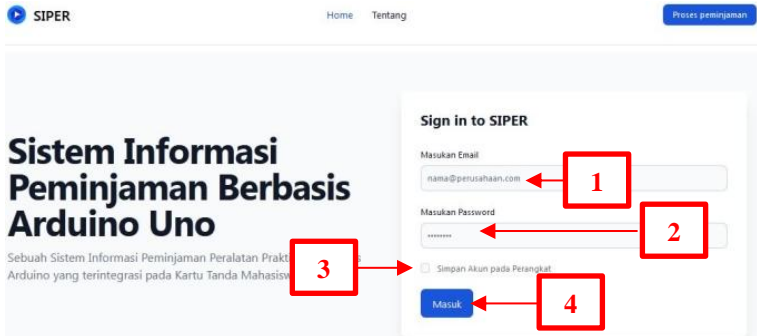 SIPER
Home Tentang
Proses peminjaman
Sistem Informasi
Peminjaman Berbasis
Arduino Uno
Sebuah Sistem Informasi Peminjaman Peralatan
Arduino yang terintegrasi pada Kartu Tanda
Sign in to SIPER
Masukan Email
nama@perusahaan.com
1
Masukan Password
••••••••
2
3
Simpan Akun pada Perangkat
Masuk
4